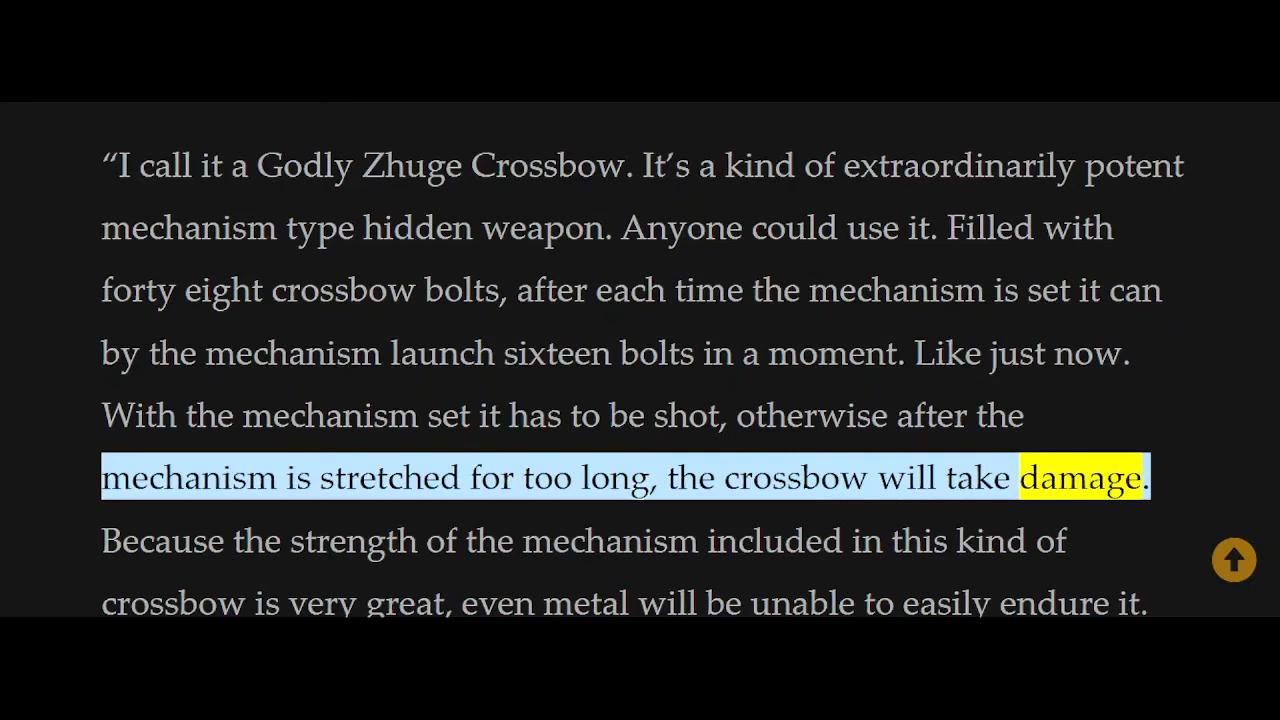 “I call it a Godly Zhuge Crossbow. It’s a kind of extraordinarily potent
mechanism type hidden weapon. Anyone could use it. Filled with
forty eight crossbow bolts, after each time the mechanism is set it can
by the mechanism launch sixteen bolts in a moment. Like just now.
With the mechanism set it has to be shot, otherwise after the
mechanism is stretched for too long, the crossbow will take damage.
Because the strength of the mechanism included in this kind of
crossbow is very great, even metal will be unable to easily endure it.